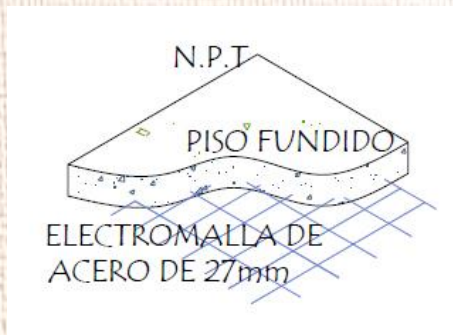 N.P.T
PISO FUNDIDO
ELECTROMALLA DE
ACERO DE 27mm